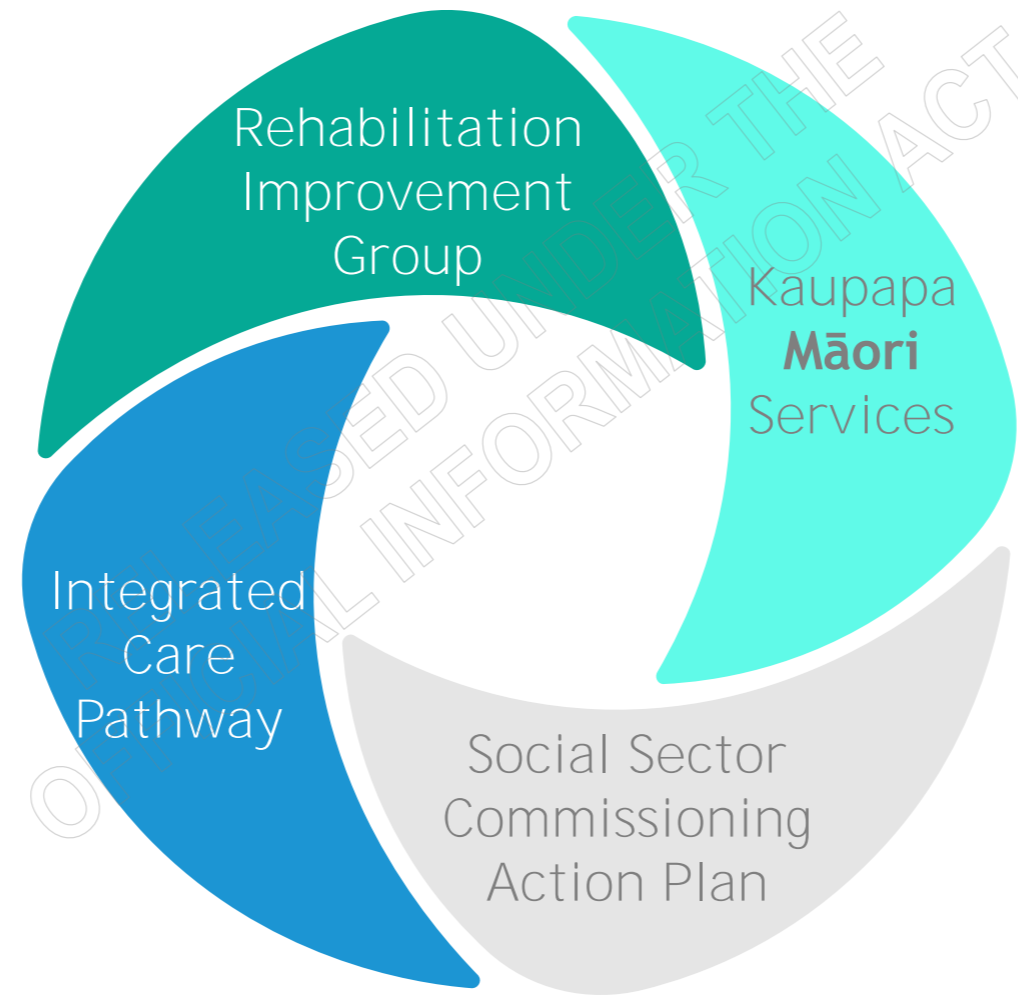 Rehabilitation
Improvement
Group
Kaupapa
Māori
Services
Integrated
Care
Pathway
Social Sector
Commissioning
Action Plan
RELEASED UNDER THE
OFFICIAL INFORMATION ACT